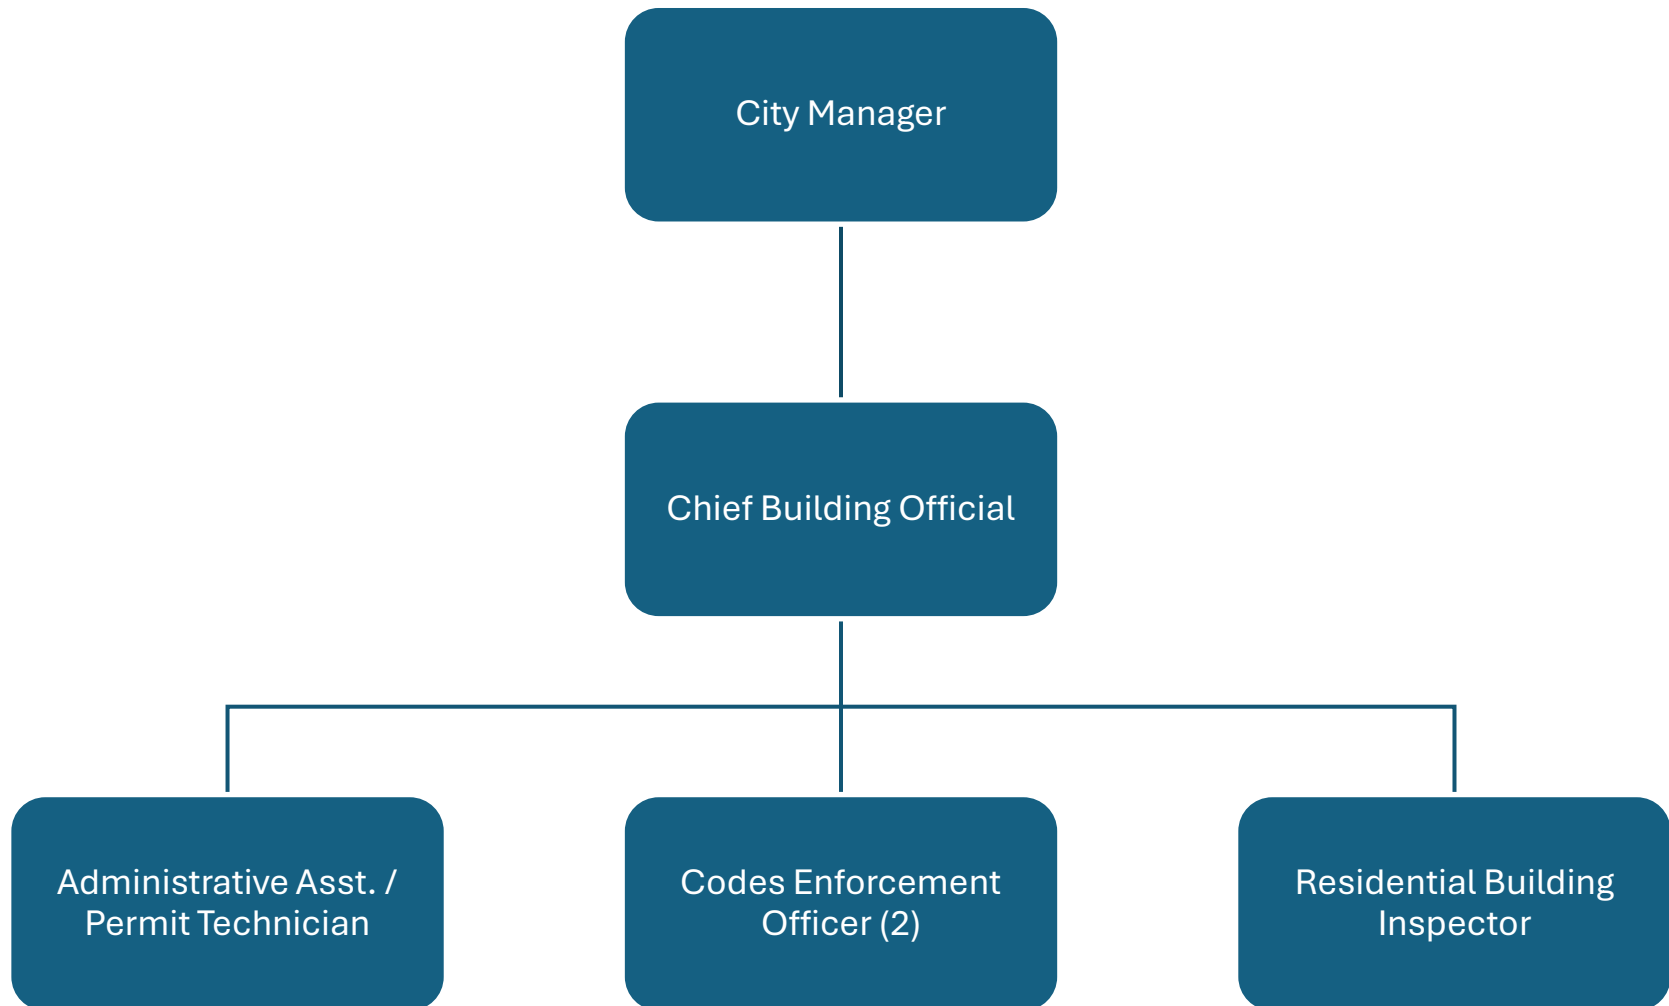 City Manager
Chief Building Official
Administrative Asst. /
Permit Technician
Codes Enforcement
Officer (2)
Residential Building
Inspector